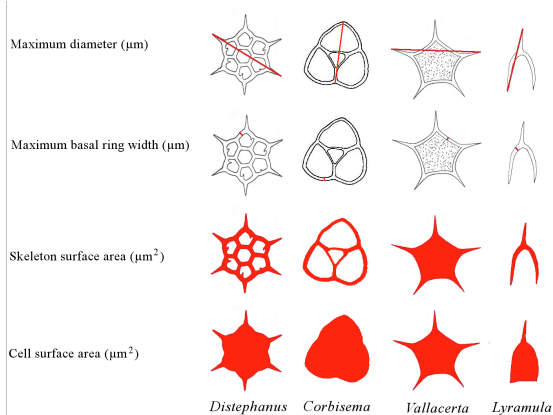 Maximum diameter (µm)
Maximum basal ring width (µm)
Skeleton surface area (µm²)
Cell surface area (µm²)
Distephanus Corbisema Vallacerta Lyramula